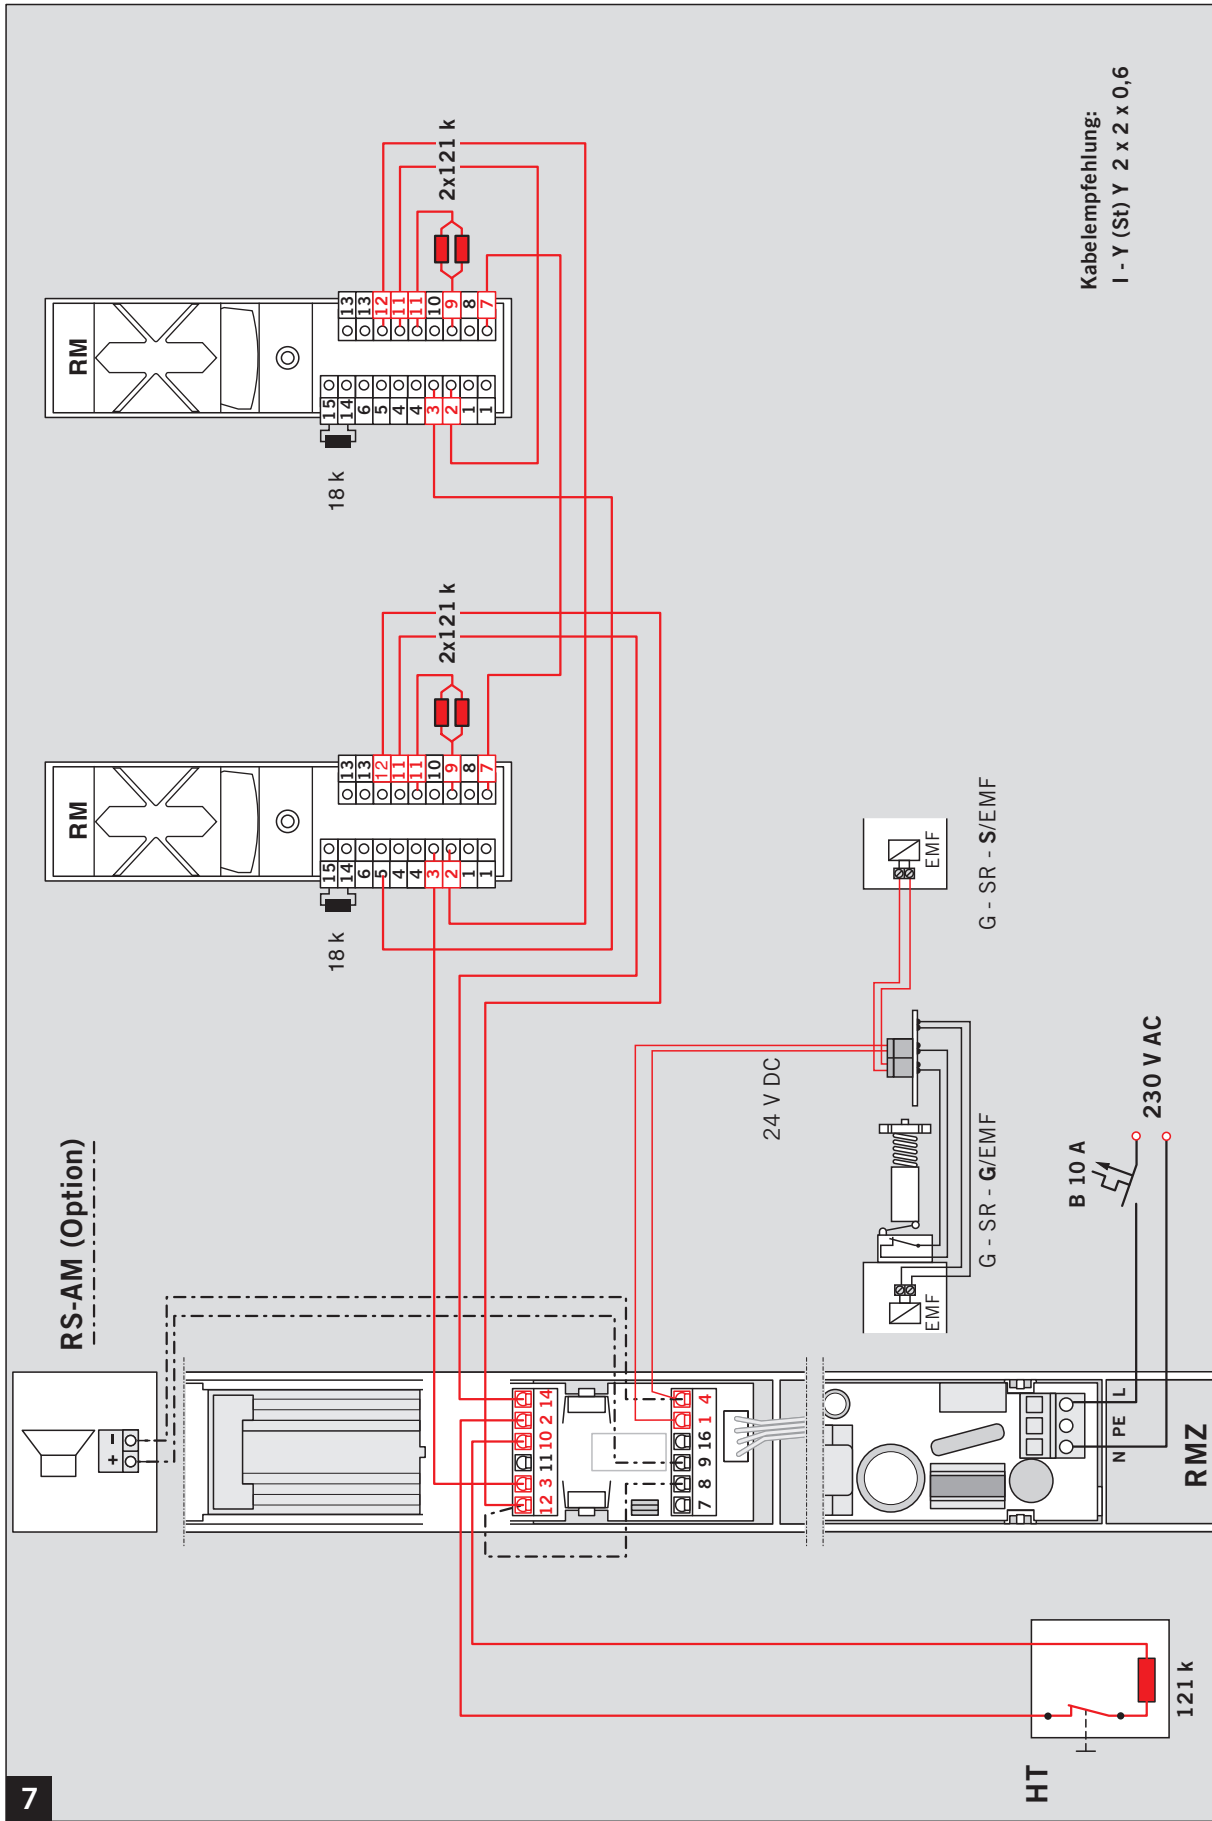 7
RS-AM (Option)
+ -
RM
15
14
6
5
4
4
3
2
1
1
13
13
12
11
11
10
9
8
7
18 k
2x121 k
RM
15
14
6
5
4
4
3
2
1
1
13
13
12
11
11
10
9
8
7
18 k
2x121 k
Kabelempfehlung:
I - Y (St) Y 2 x 2 x 0,6
12 3 11 10 2 14
7 8 9 16 1 4
24 V DC
EMF
G - SR - G/EMF
EMF
G - SR - S/EMF
B 10 A
230 V AC
N PE L
RMZ
HT
121 k